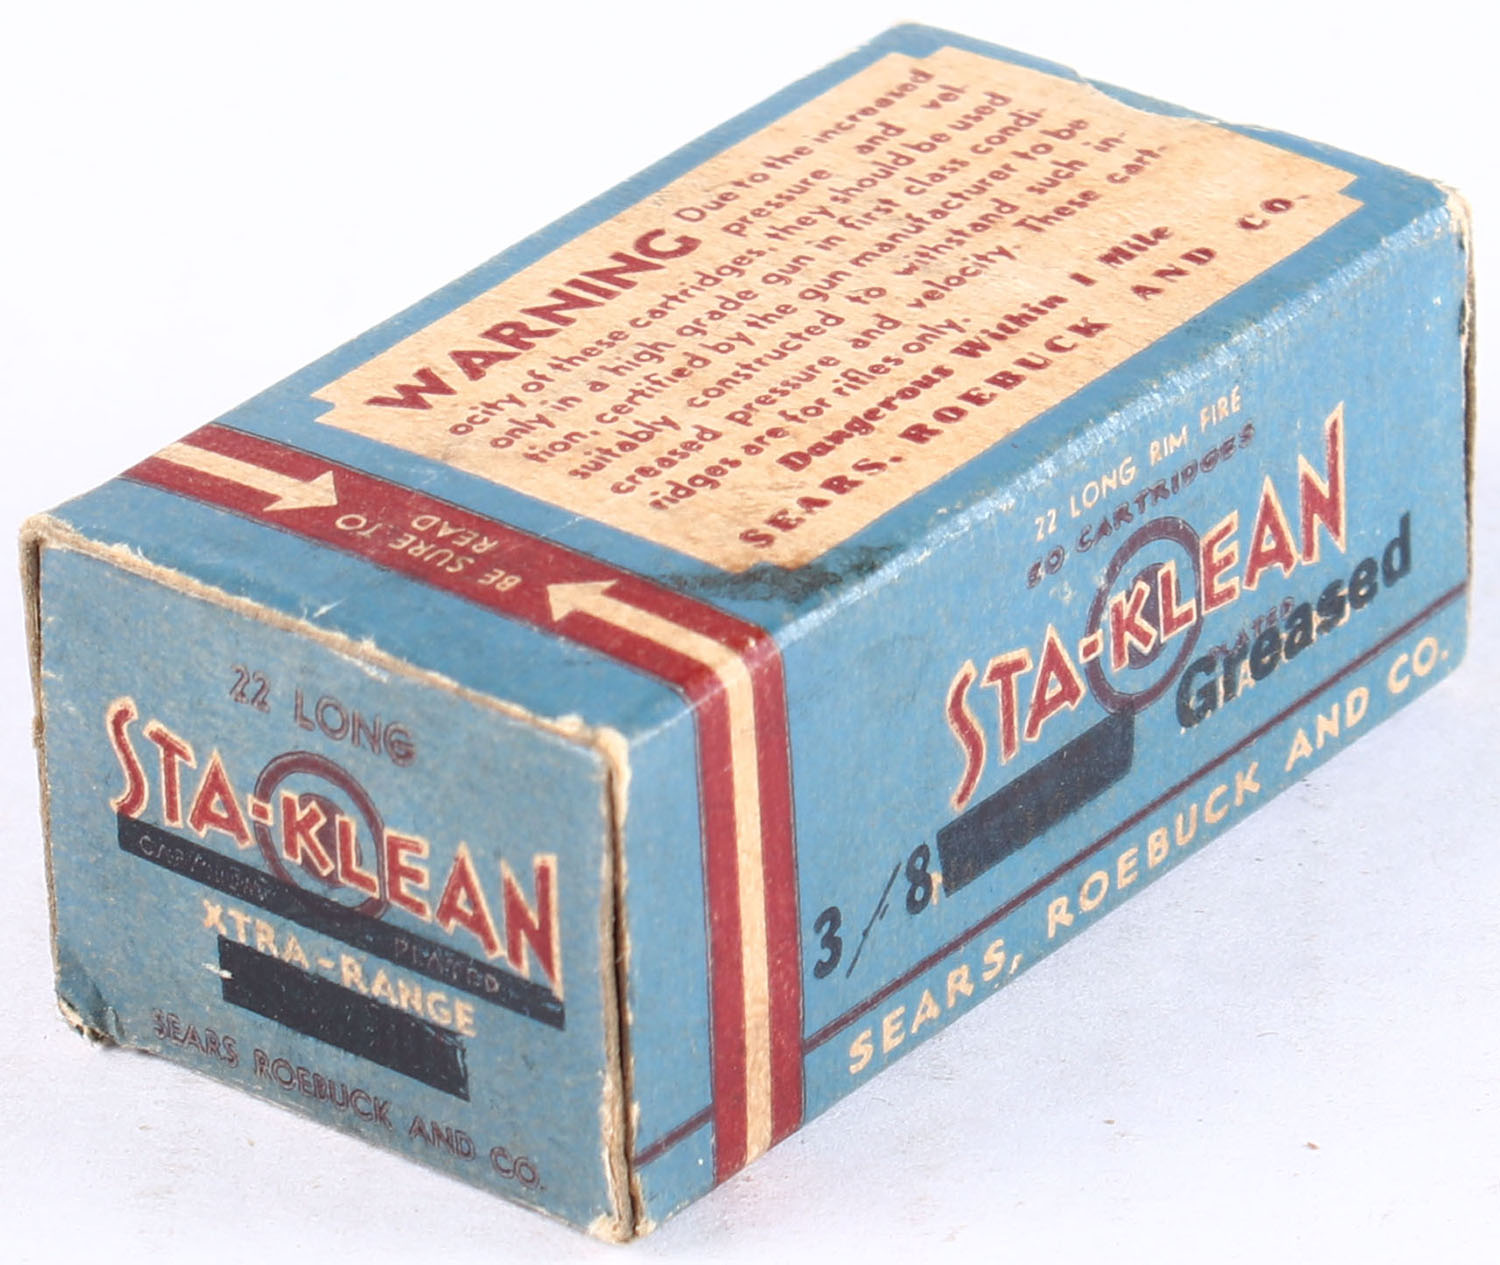 WARNING Due to the increased
pressure and vel-
ocity of these cartridges, they should be used
only in a high grade gun in first class condi-
tion, certified by the gun manufacturer to be
suitably constructed to withstand such in-
creased pressure and velocity. These cart-
ridges are for rifles only.
Dangerous Within 1 Mile
SEARS, ROEBUCK AND CO.
BE SURE TO
READ
22 LONG
STA-KLEAN
PLATED
XTRA-RANGE
SEARS ROEBUCK AND CO.
22 LONG RIM FIRE
50 CARTRIDGES
STA-KLEAN
PLATED
Greased
3/8
SEARS, ROEBUCK AND CO.